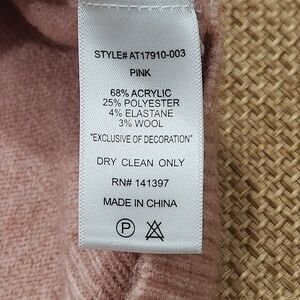 STYLE# AT17910-003
PINK
68% ACRYLIC
25% POLYESTER
4% ELASTANE
3% WOOL
"EXCLUSIVE OF DECORATION"
DRY CLEAN ONLY
RN# 141397
MADE IN CHINA
P